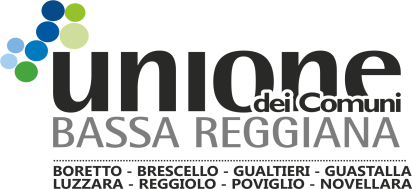 unione
dei Comuni
BASSA REGGIANA
BORETTO - BRESCELLO - GUALTIERI - GUASTALLA
LUZZARA - REGGIOLO - POVIGLIO - NOVELLARA